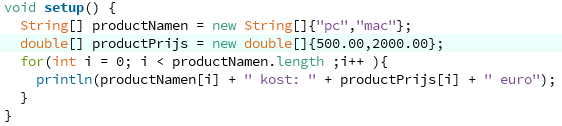 void setup() {
  String[] productNamen = new String[]{"pc","mac"};
  double[] productPrijs = new double[]{500.00,2000.00};
  for(int i = 0; i < productNamen.length ;i++ ){
    println(productNamen[i] + " kost: " + productPrijs[i] + " euro");
  }
}